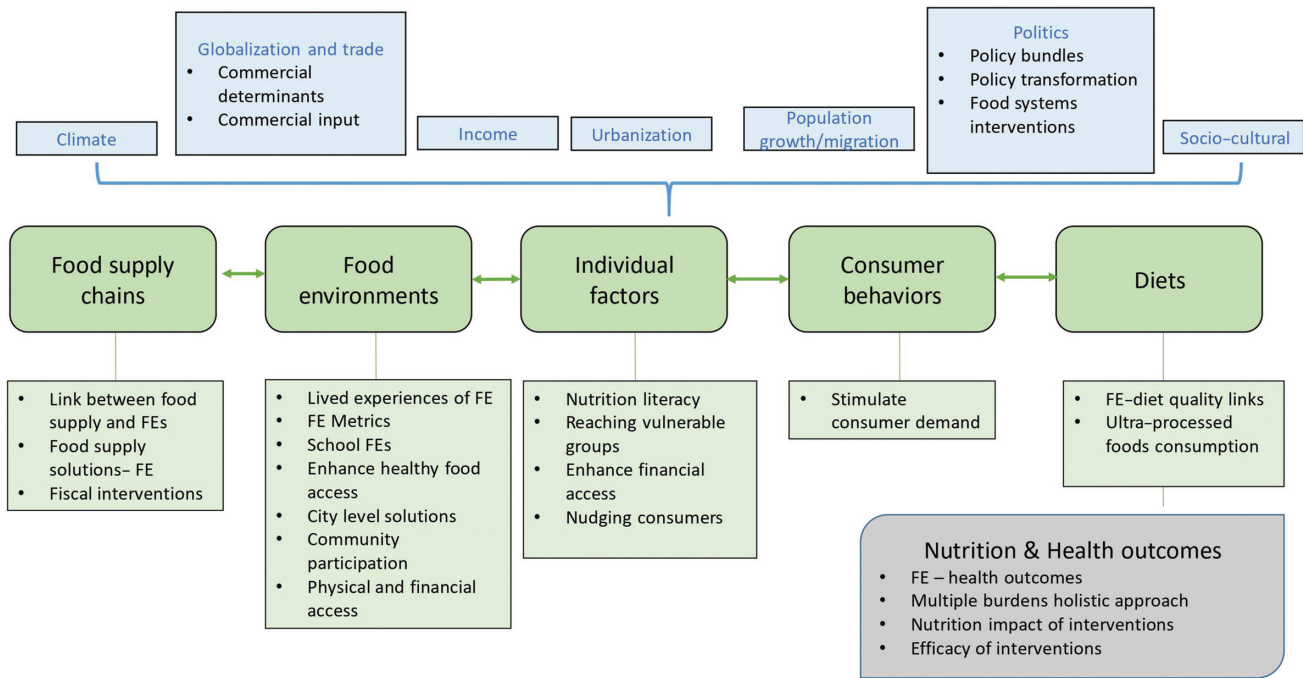 Climate
Globalization and trade
• Commercial
determinants
• Commercial input
Income
Urbanization
Population
growth/migration
Politics
• Policy bundles
• Policy transformation
• Food systems
interventions
Socio-cultural
Food supply
chains
Food
environments
Individual
factors
Consumer
behaviors
Diets
• Link between food
supply and FEs
• Food supply
solutions– FE
• Fiscal interventions
• Lived experiences of FE
• FE Metrics
• School FEs
• Enhance healthy food
access
• City level solutions
• Community
participation
• Physical and financial
access
• Nutrition literacy
• Reaching vulnerable
groups
• Enhance financial
access
• Nudging consumers
• Stimulate
consumer demand
• FE–diet quality links
• Ultra-processed
foods consumption
Nutrition & Health outcomes
• FE – health outcomes
• Multiple burdens holistic approach
• Nutrition impact of interventions
• Efficacy of interventions